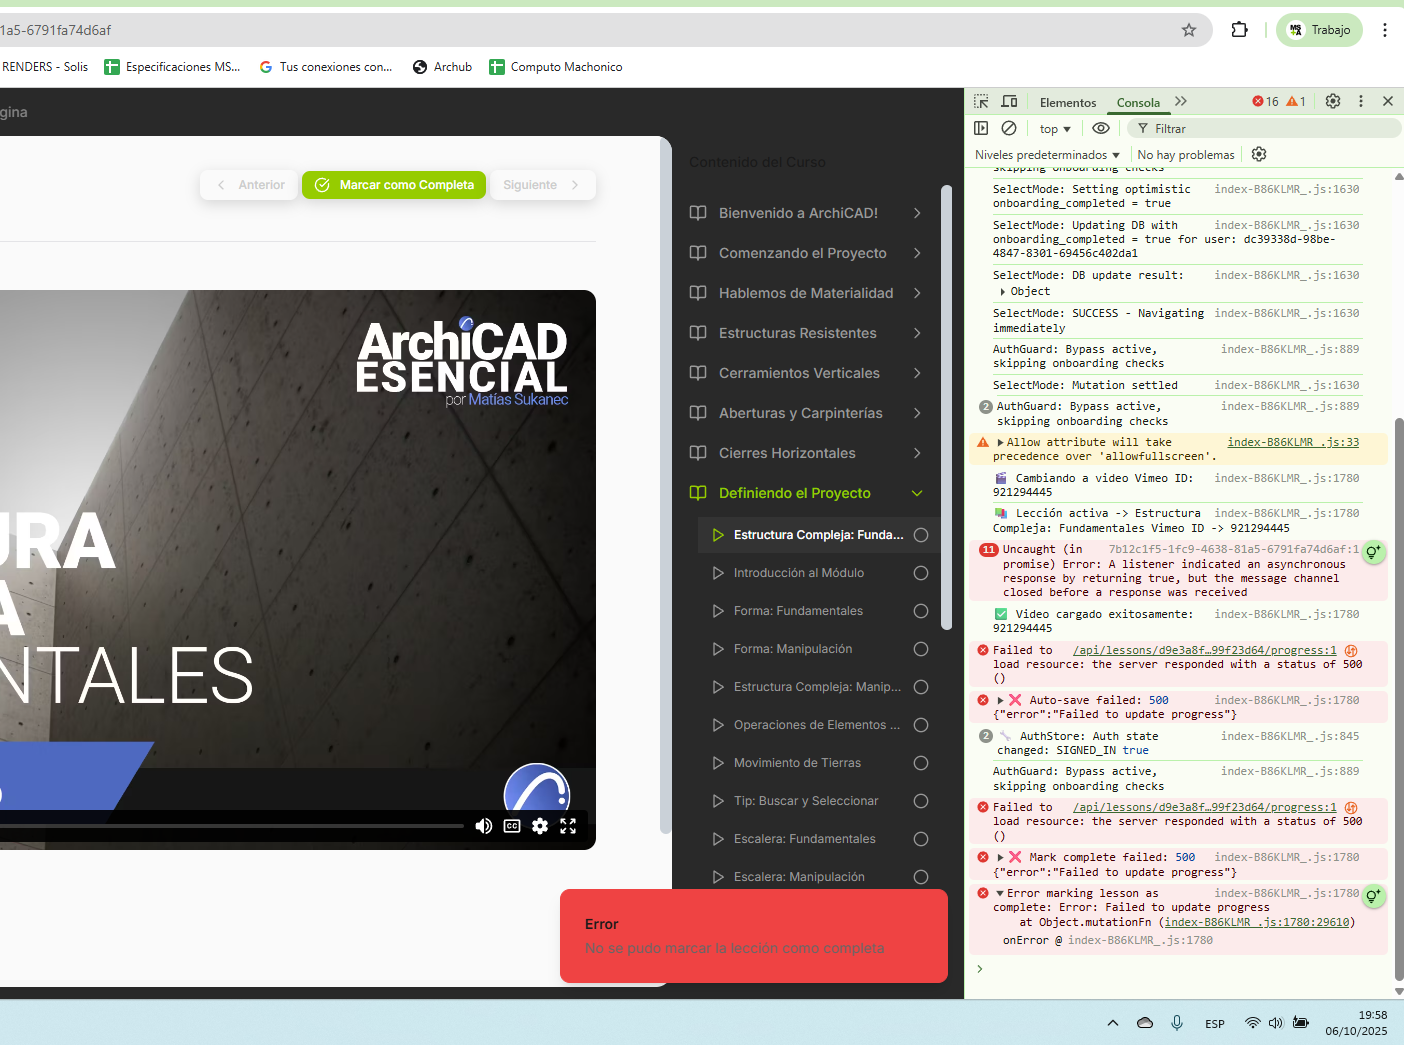 1a5-6791fa74d6af
Trabajo
RENDERS - Solis
Especificaciones MS...
Tus conexiones con...
Archub
Computo Machonico
gina
Anterior
Marcar como Completa
Siguiente
ArchiCAD
ESENCIAL
por Matías Sukanec
URA
A
NTALES
CC
Contenido del Curso
Bienvenido a ArchiCAD!
Comenzando el Proyecto
Hablemos de Materialidad
Estructuras Resistentes
Cerramientos Verticales
Aberturas y Carpinterías
Cierres Horizontales
Definiendo el Proyecto
Estructura Compleja: Funda...
Introducción al Módulo
Forma: Fundamentales
Forma: Manipulación
Estructura Compleja: Manip...
Operaciones de Elementos ...
Movimiento de Tierras
Tip: Buscar y Seleccionar
Escalera: Fundamentales
Escalera: Manipulación
Error
No se pudo marcar la lección como completa
Elementos
Consola
16
1
top
Filtrar
Niveles predeterminados
No hay problemas
skipping onboarding checks
SelectMode: Setting optimistic index-B86KLMR_.js:1630
onboarding_completed = true
SelectMode: Updating DB with index-B86KLMR_.js:1630
onboarding_completed = true for user: dc39338d-98be-
4847-8301-69456c402da1
SelectMode: DB update result: index-B86KLMR_.js:1630
Object
SelectMode: SUCCESS - Navigating index-B86KLMR_.js:1630
immediately
AuthGuard: Bypass active, index-B86KLMR_.js:889
skipping onboarding checks
SelectMode: Mutation settled index-B86KLMR_.js:1630
2 AuthGuard: Bypass active, index-B86KLMR_.js:889
skipping onboarding checks
Allow attribute will take index-B86KLMR_.js:33
precedence over 'allowfullscreen'.
Cambiando a video Vimeo ID: index-B86KLMR_.js:1780
921294445
Lección activa -> Estructura index-B86KLMR_.js:1780
Compleja: Fundamentales Vimeo ID -> 921294445
11 Uncaught (in 7b12c1f5-1fc9-4638-81a5-6791fa74d6af:1
promise) Error: A listener indicated an asynchronous
response by returning true, but the message channel
closed before a response was received
Video cargado exitosamente: index-B86KLMR_.js:1780
921294445
Failed to /api/lessons/d9e3a8f…99f23d64/progress:1
load resource: the server responded with a status of 500
()
Auto-save failed: 500 index-B86KLMR_.js:1780
{"error":"Failed to update progress"}
2 AuthStore: Auth state index-B86KLMR_.js:845
changed: SIGNED_IN true
AuthGuard: Bypass active, index-B86KLMR_.js:889
skipping onboarding checks
Failed to /api/lessons/d9e3a8f…99f23d64/progress:1
load resource: the server responded with a status of 500
()
Mark complete failed: 500 index-B86KLMR_.js:1780
{"error":"Failed to update progress"}
Error marking lesson as index-B86KLMR_.js:1780
complete: Error: Failed to update progress
at Object.mutationFn (index-B86KLMR_.js:1780:29610)
onError @ index-B86KLMR_.js:1780
ESP
19:58
06/10/2025